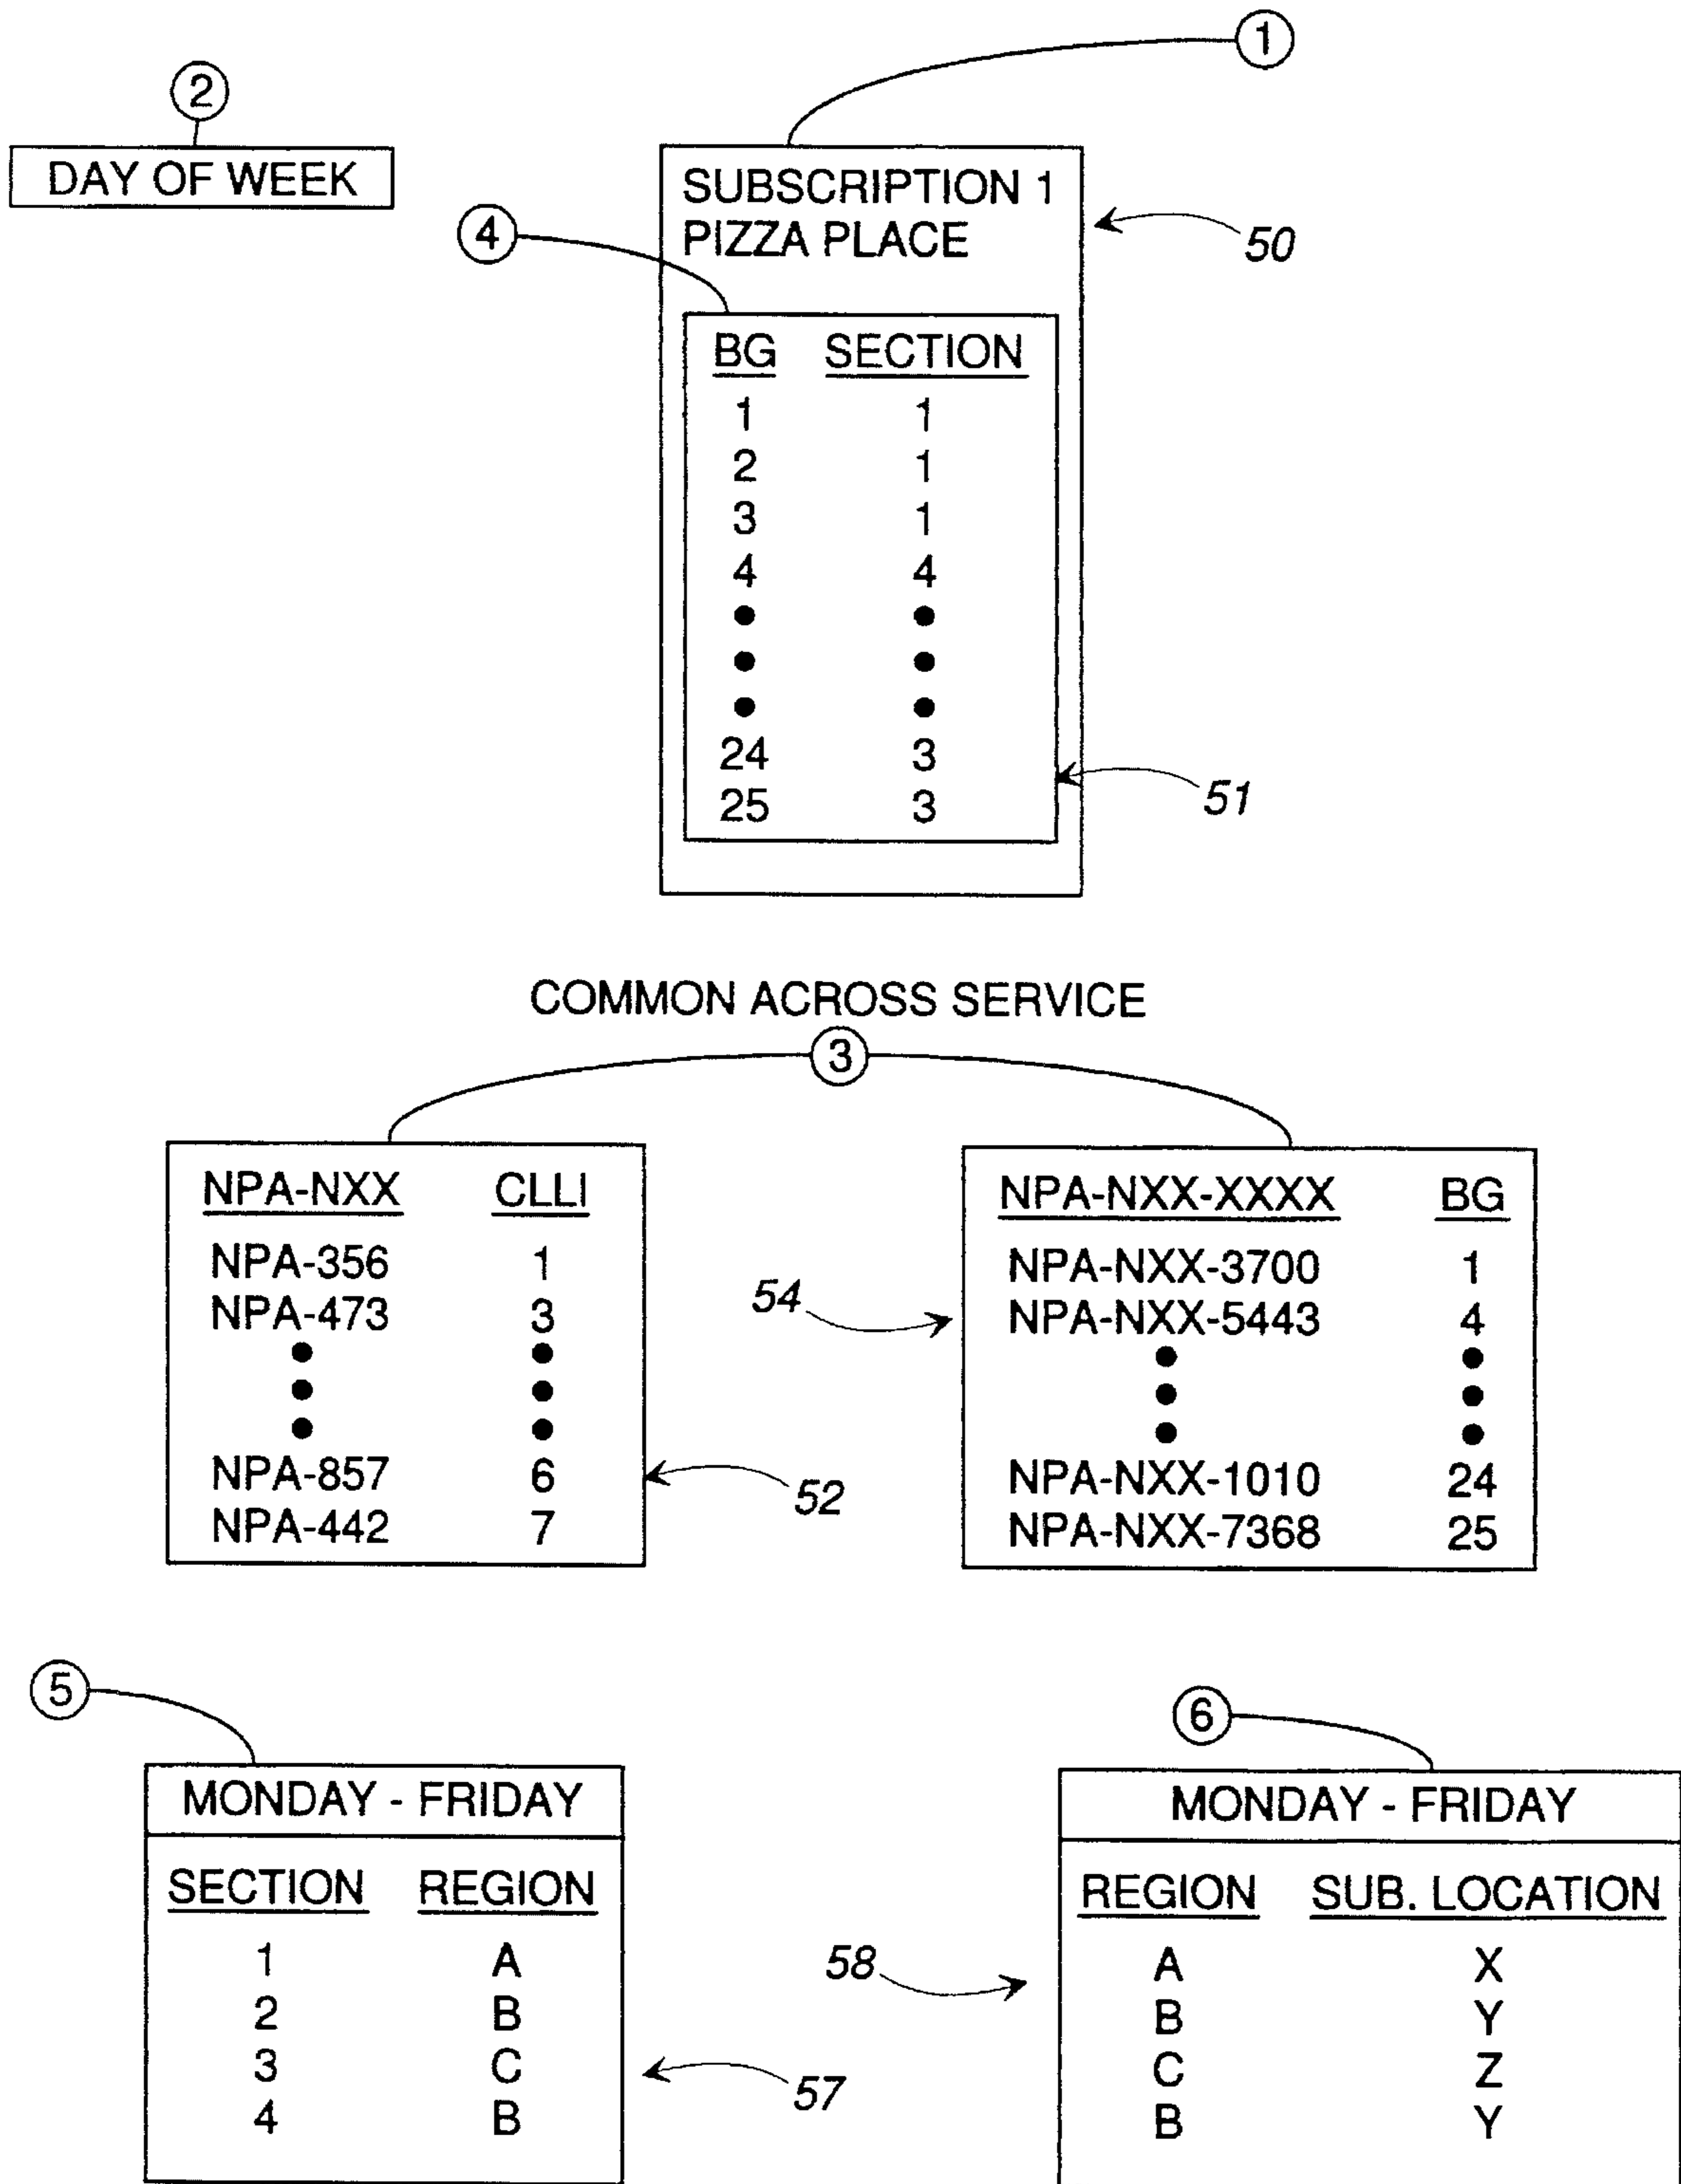 1
2
DAY OF WEEK
SUBSCRIPTION 1
PIZZA PLACE
50
4
BG SECTION
1 1
2 1
3 1
4 4
24 3
25 3
51
COMMON ACROSS SERVICE
3
NPA-NXX CLLI
NPA-356 1
NPA-473 3
NPA-857 6
NPA-442 7
52
54
NPA-NXX-XXXX BG
NPA-NXX-3700 1
NPA-NXX-5443 4
NPA-NXX-1010 24
NPA-NXX-7368 25
5
MONDAY - FRIDAY
SECTION REGION
1 A
2 B
3 C
4 B
57
6
MONDAY - FRIDAY
58
REGION SUB. LOCATION
A X
B Y
C Z
B Y